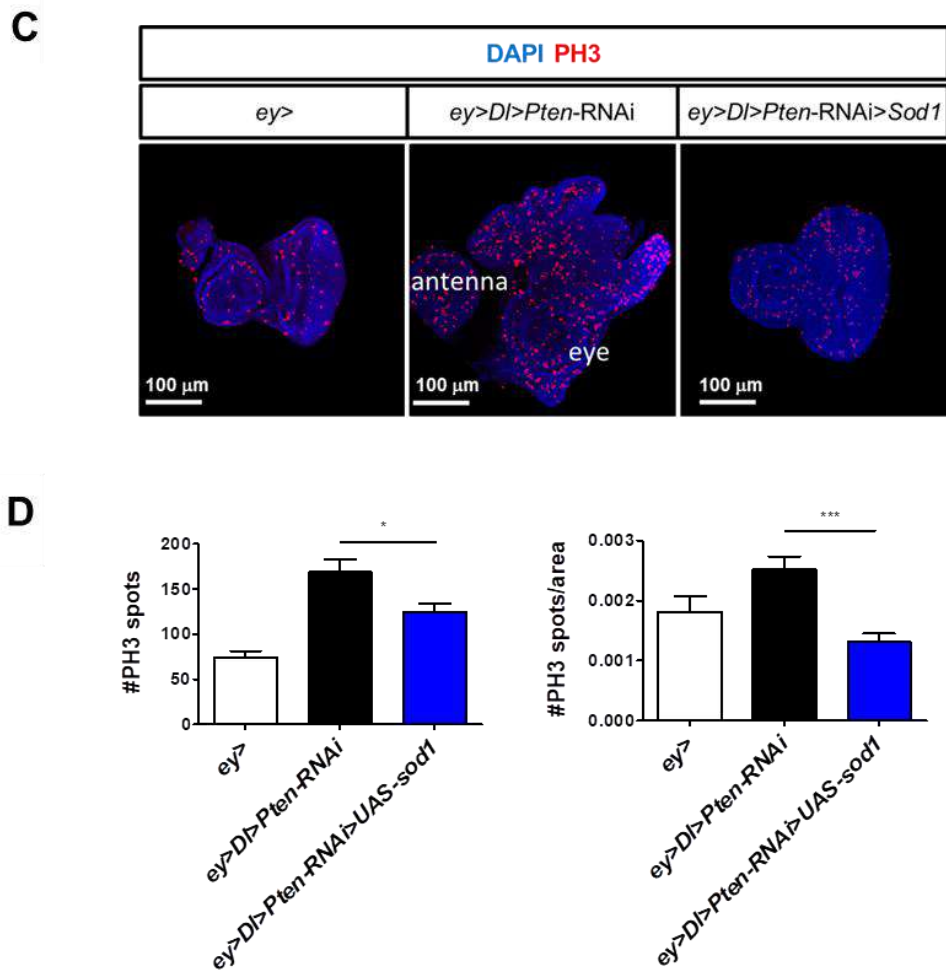 C
DAPI PH3
ey>
ey>Dl>Pten-RNAi
ey>Dl>Pten-RNAi>Sod1
antenna
eye
100 μm
100 μm
100 μm
D
*
#PH3 spots
200
150
100
50
0
ey>
ey>Dl>Pten-RNAi
ey>Dl>Pten-RNAi>UAS-sod1
***
#PH3 spots/area
0.003
0.002
0.001
0.000
ey>
ey>Dl>Pten-RNAi
ey>Dl>Pten-RNAi>UAS-sod1